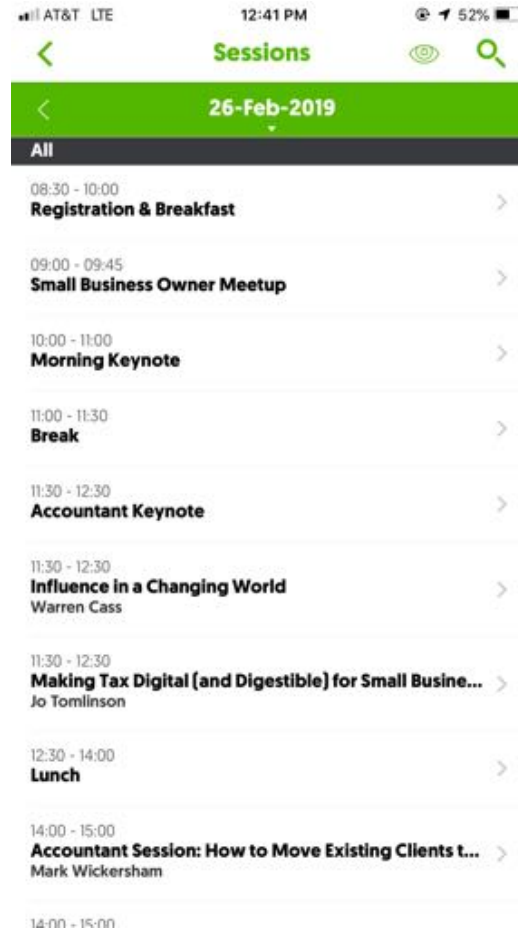 AT&T LTE 12:41 PM 52%
Sessions
26-Feb-2019
All
08:30 - 10:00
Registration & Breakfast
09:00 - 09:45
Small Business Owner Meetup
10:00 - 11:00
Morning Keynote
11:00 - 11:30
Break
11:30 - 12:30
Accountant Keynote
11:30 - 12:30
Influence in a Changing World
Warren Cass
11:30 - 12:30
Making Tax Digital (and Digestible) for Small Busine...
Jo Tomlinson
12:30 - 14:00
Lunch
14:00 - 15:00
Accountant Session: How to Move Existing Clients t...
Mark Wickersham
14:00 - 15:00